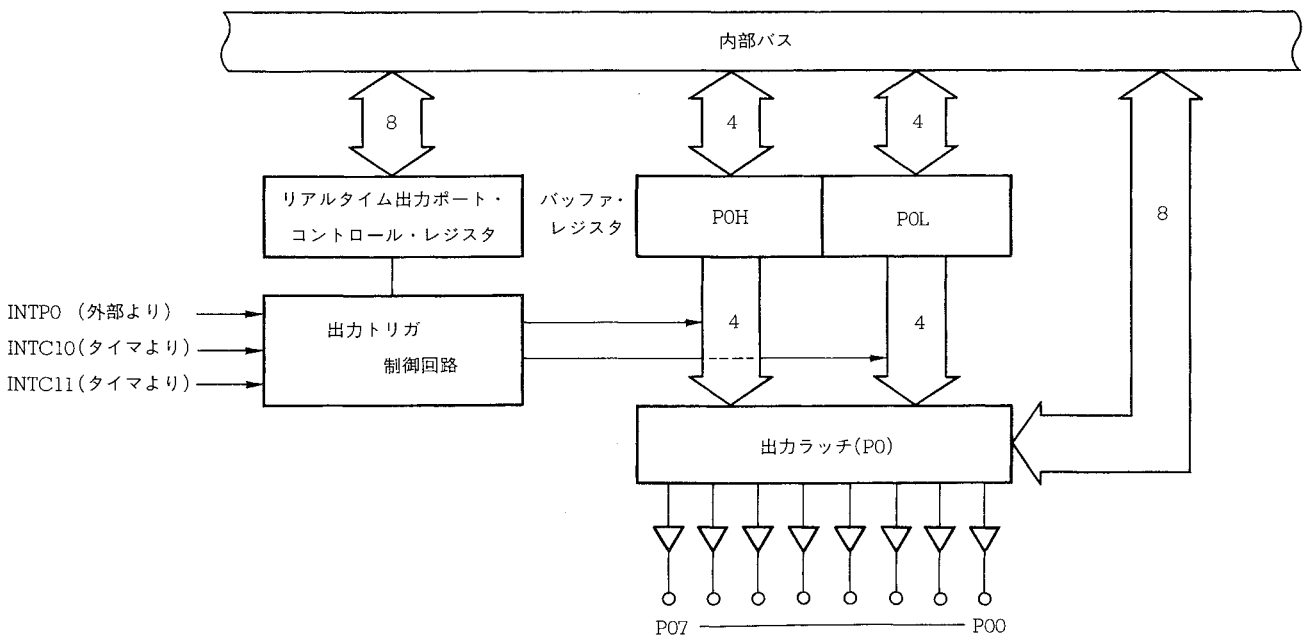 内部バス
8
4
4
リアルタイム出力ポート・
コントロール・レジスタ
バッファ・
レジスタ
P0H
P0L
8
INTP0 (外部より)
INTC10(タイマより)
INTC11(タイマより)
出力トリガ
制御回路
4
4
出力ラッチ(P0)
P07
P00